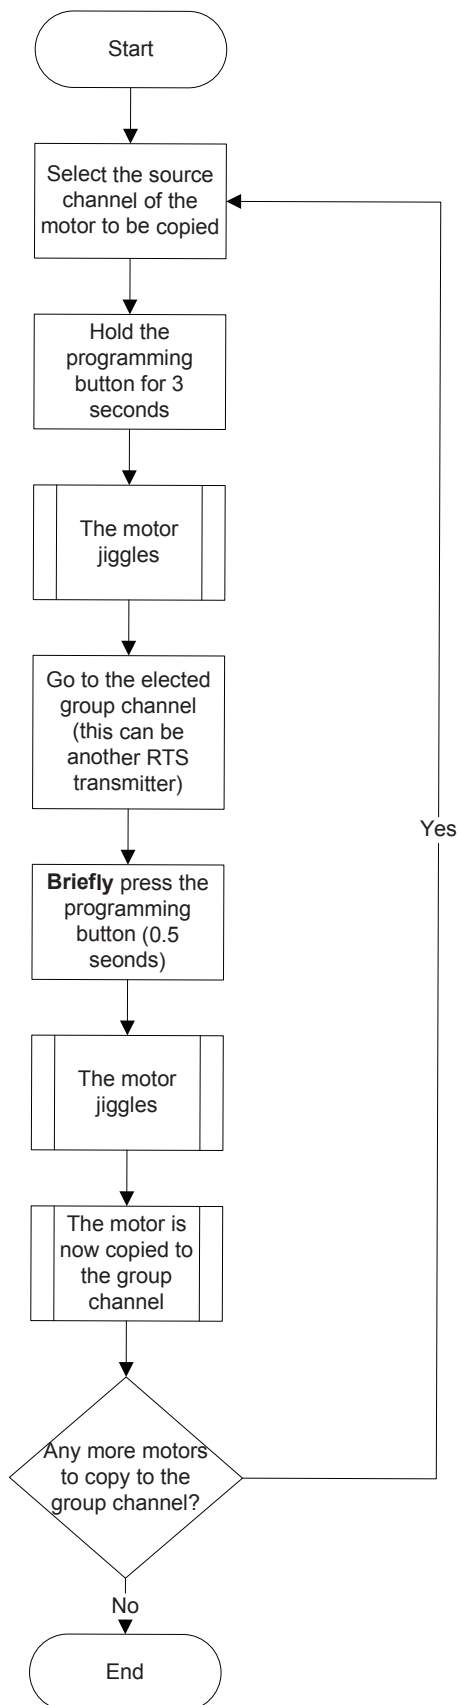 Start
Select the source
channel of the
motor to be copied
Hold the
programming
button for 3
seconds
The motor
jiggles
Go to the elected
group channel
(this can be
another RTS
transmitter)
Briefly press the
programming
button (0.5
seonds)
The motor
jiggles
The motor is
now copied to
the group
channel
Any more motors
to copy to the
group channel?
Yes
No
End